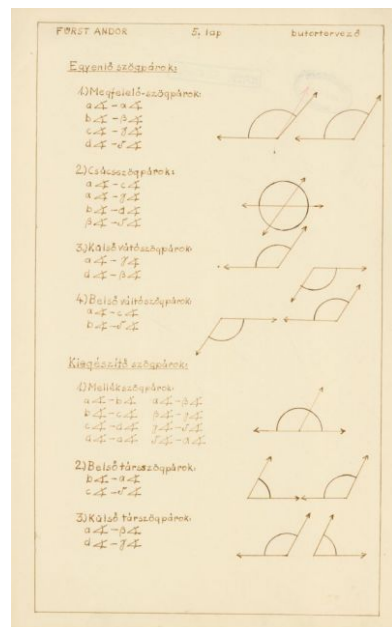 FÜRST ANDOR 5. lap bútortervező
Egyenlő szögpárok:
1) Megfelelő-szögpárok:
a∡ - α∡
b∡ - β∡
c∡ - γ∡
d∡ - δ∡
2) Csúcsszögpárok:
a∡ - c∡
α∡ - γ∡
b∡ - d∡
β∡ - δ∡
3) Külső váltószögpárok:
a∡ - γ∡
d∡ - β∡
4) Belső váltószögpárok:
α∡ - c∡
b∡ - δ∡
Kiegészítő szögpárok:
1) Mellékszögpárok:
a∡ - b∡ α∡ - β∡
b∡ - c∡ β∡ - γ∡
c∡ - d∡ γ∡ - δ∡
d∡ - a∡ δ∡ - α∡
2) Belső társszögpárok:
b∡ - α∡
c∡ - δ∡
3) Külső társszögpárok:
a∡ - β∡
d∡ - γ∡